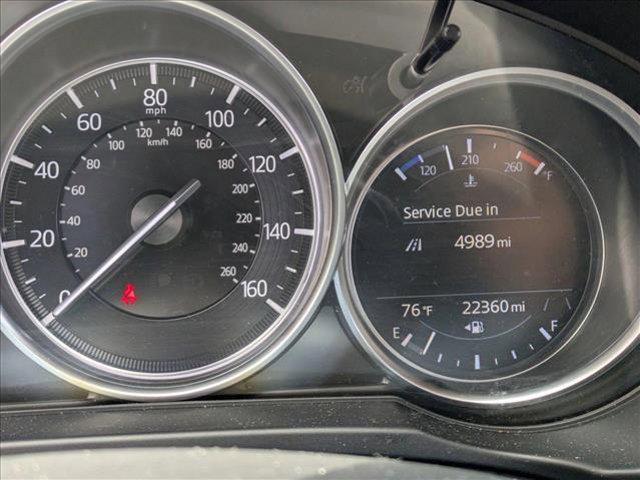 80
mph
60 100
40 120
20 140
0 160
120 140
100 160
80 km/h 180
60 200
40 220
20 240
260
120 210 260 °F
Service Due in
4989 mi
76 °F 22360 mi
E F